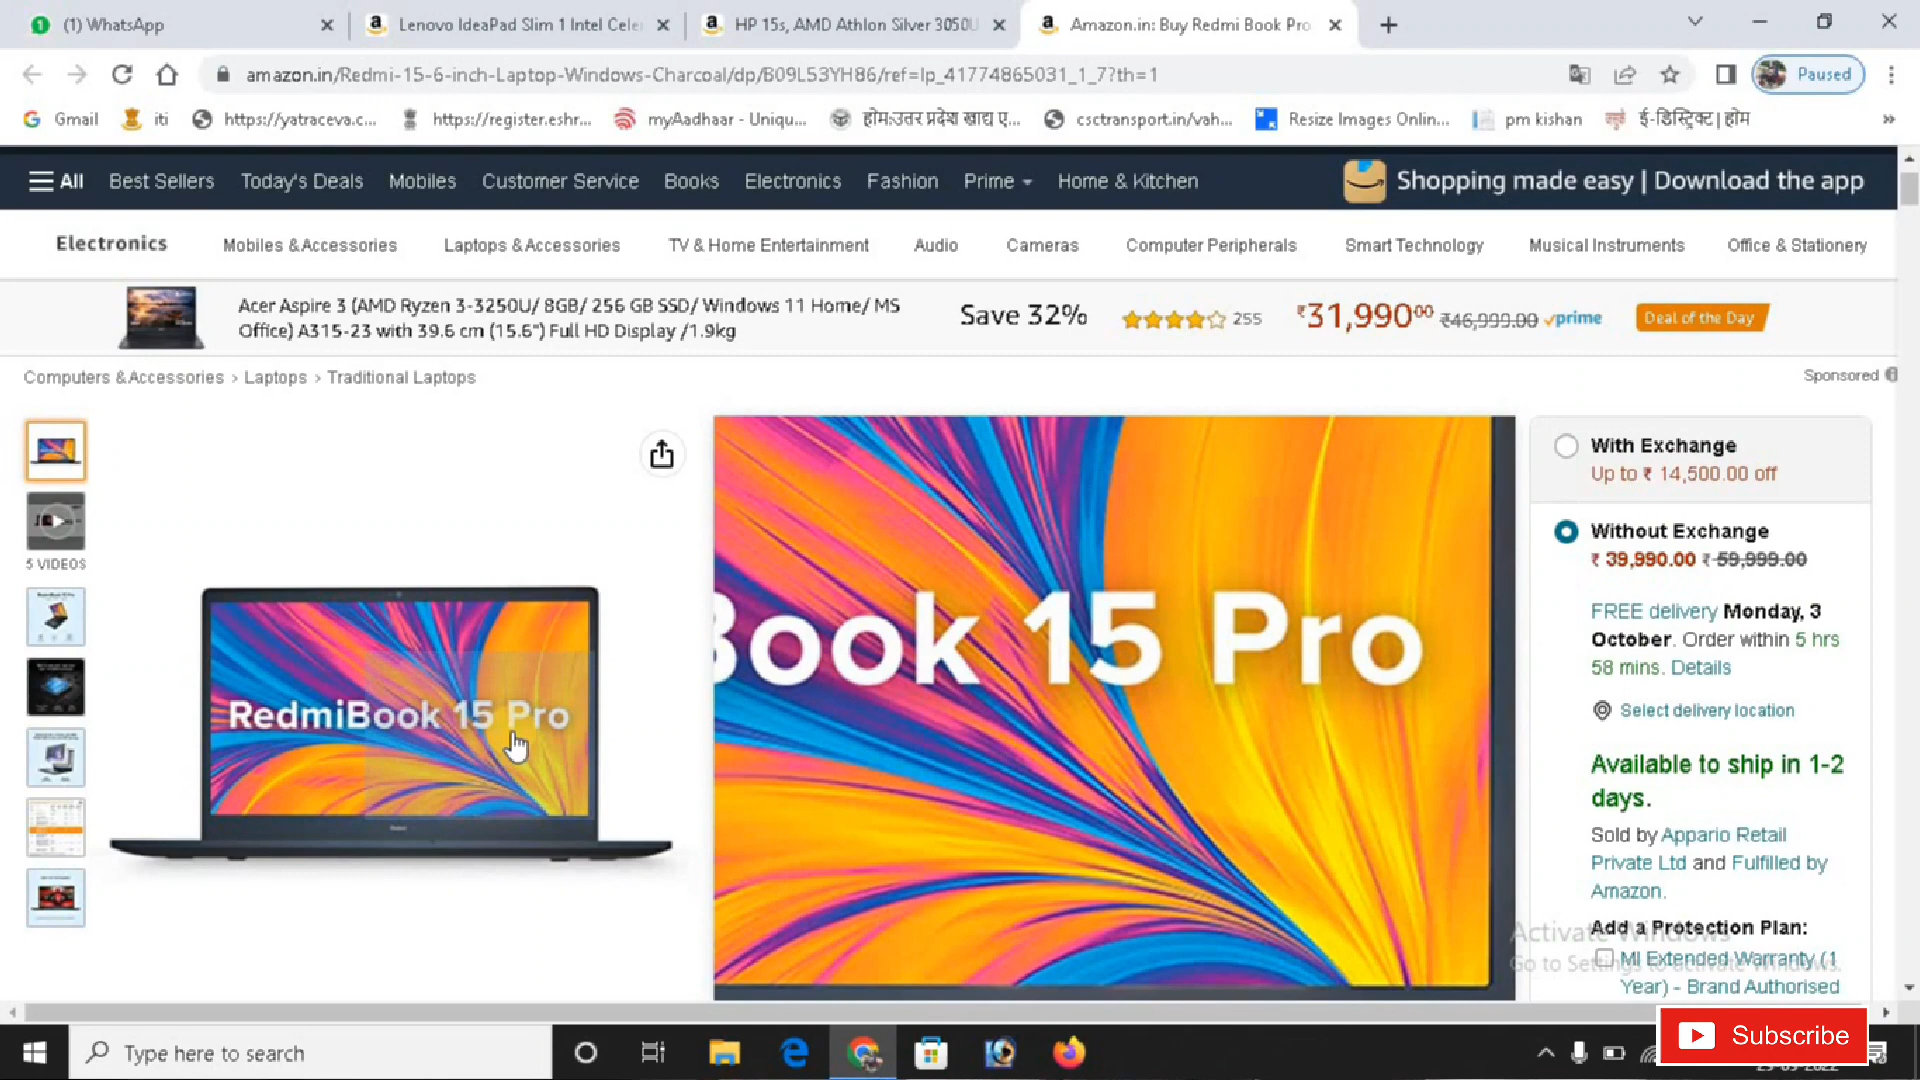 (1) WhatsApp
Lenovo IdeaPad Slim 1 Intel Cele
HP 15s, AMD Athlon Silver 3050U
Amazon.in: Buy Redmi Book Pro
amazon.in/Redmi-15-6-inch-Laptop-Windows-Charcoal/dp/B09L53YH86/ref=lp_41774865031_1_7?th=1
Paused
Gmail
iti
https://yatraceva.c...
https://register.eshr...
myAadhaar - Uniqu...
होम:उतर प्रदेश खाद्य ए...
csctransport.in/vah...
Resize Images Onlin...
pm kishan
ई-डिस्ट्रिक्ट | होम
All Best Sellers Today's Deals Mobiles Customer Service Books Electronics Fashion Prime Home & Kitchen
Shopping made easy | Download the app
Electronics Mobiles & Accessories Laptops & Accessories TV & Home Entertainment Audio Cameras Computer Peripherals Smart Technology Musical Instruments Office & Stationery
Acer Aspire 3 (AMD Ryzen 3-3250U/ 8GB/ 256 GB SSD/ Windows 11 Home/ MS
Office) A315-23 with 39.6 cm (15.6") Full HD Display /1.9kg
Save 32%
255
₹31,990⁰⁰ ₹46,999.00 prime
Deal of the Day
Computers & Accessories › Laptops › Traditional Laptops
Sponsored
5 VIDEOS
RedmiBook 15 Pro
Book 15 Pro
With Exchange
Up to ₹ 14,500.00 off
Without Exchange
₹ 39,990.00 ₹ 59,999.00
FREE delivery Monday, 3
October. Order within 5 hrs
58 mins. Details
Select delivery location
Available to ship in 1-2
days.
Sold by Appario Retail
Private Ltd and Fulfilled by
Amazon.
Add a Protection Plan:
MI Extended Warranty (1
Year) - Brand Authorised
Activate Windows
Go to Settings to activate Windows.
Type here to search
Subscribe